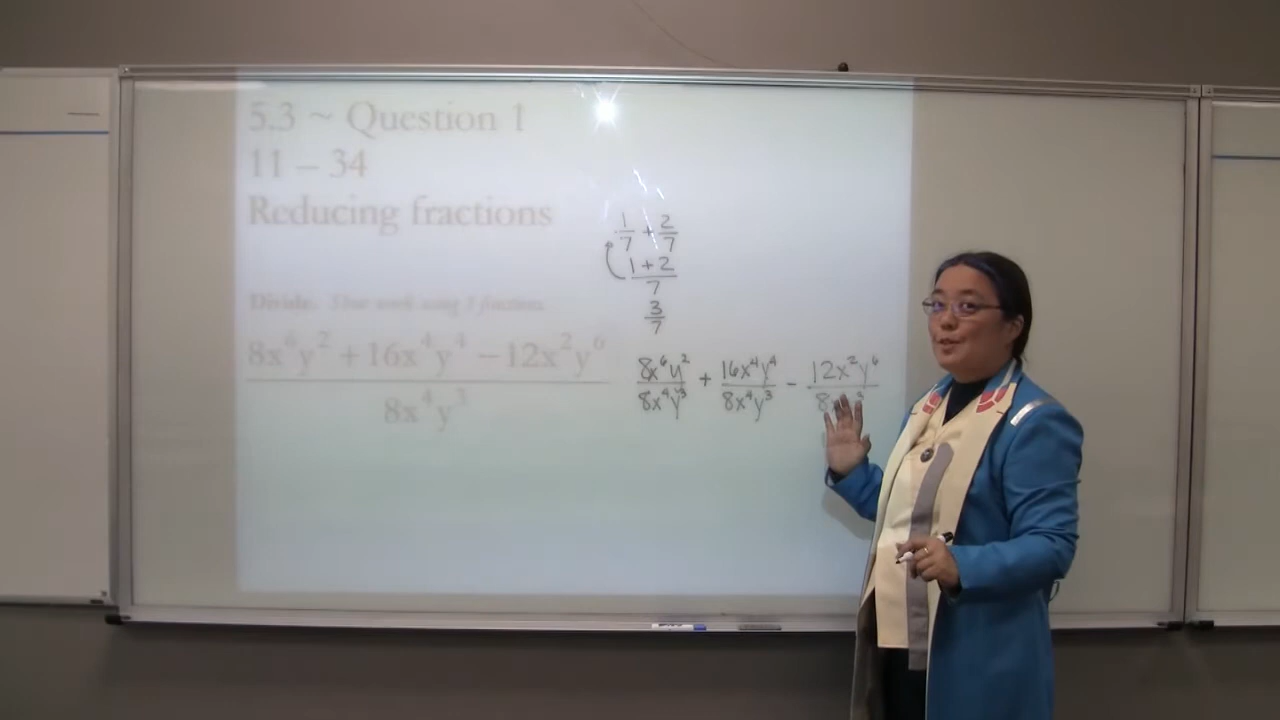 5.3 ~ Question 1
11 – 34
Reducing fractions
Divide. Show work using 3 fractions.
8x⁶y² + 16x⁴y⁴ – 12x²y⁶
8x⁴y³
1/7 + 2/7
1 + 2
7
3
7
8x⁶y²/8x⁴y³ + 16x⁴y⁴/8x⁴y³ – 12x²y⁶/8x⁴y³